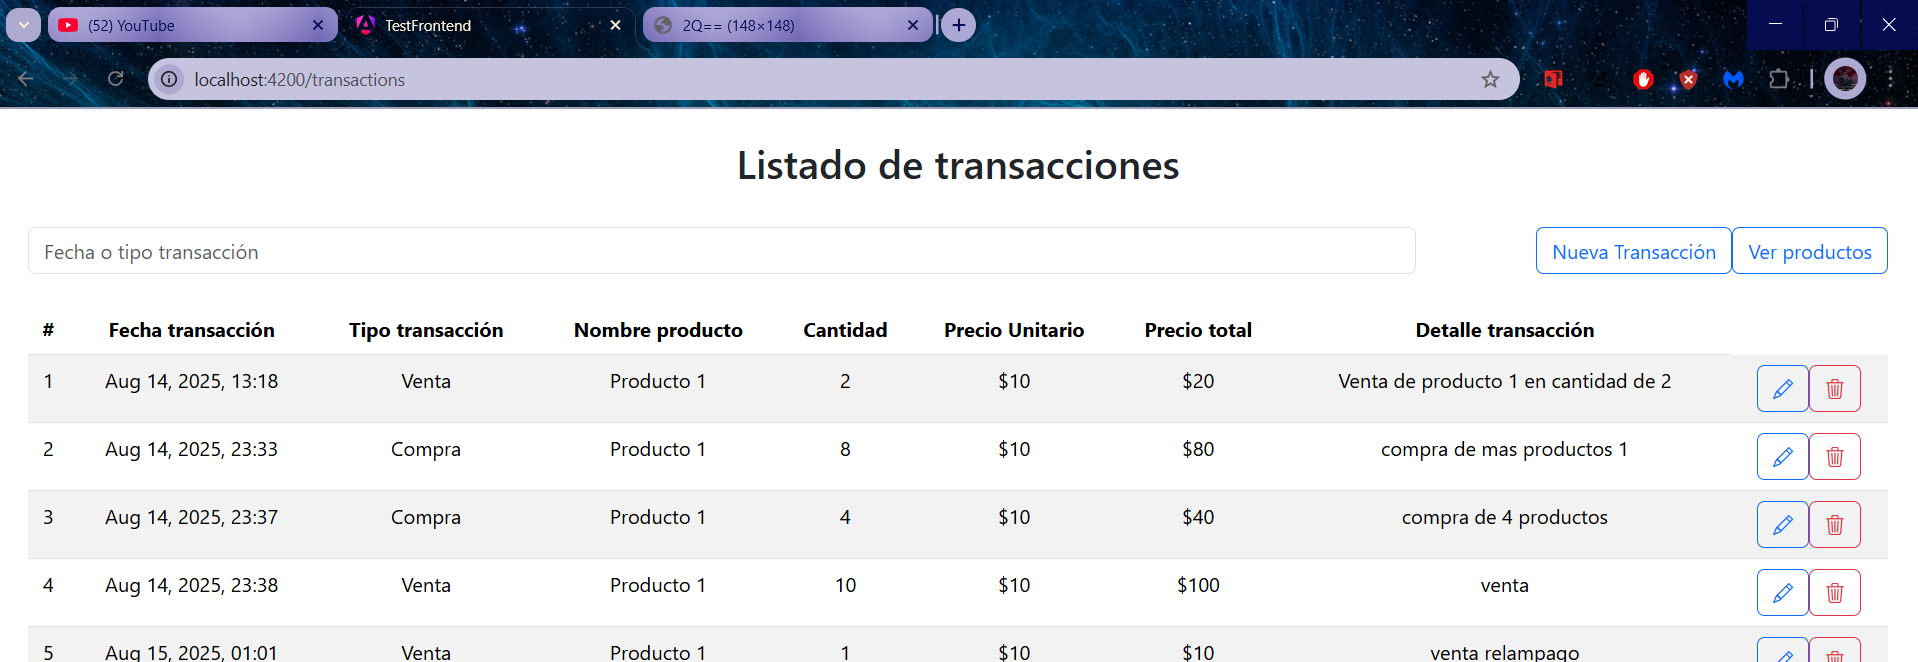 (52) YouTube TestFrontend 2Q== (148×148)
localhost:4200/transactions
Listado de transacciones
Fecha o tipo transacción Nueva Transacción Ver productos
# Fecha transacción Tipo transacción Nombre producto Cantidad Precio Unitario Precio total Detalle transacción
1 Aug 14, 2025, 13:18 Venta Producto 1 2 $10 $20 Venta de producto 1 en cantidad de 2
2 Aug 14, 2025, 23:33 Compra Producto 1 8 $10 $80 compra de mas productos 1
3 Aug 14, 2025, 23:37 Compra Producto 1 4 $10 $40 compra de 4 productos
4 Aug 14, 2025, 23:38 Venta Producto 1 10 $10 $100 venta
5 Aug 15, 2025, 01:01 Venta Producto 1 1 $10 $10 venta relampago